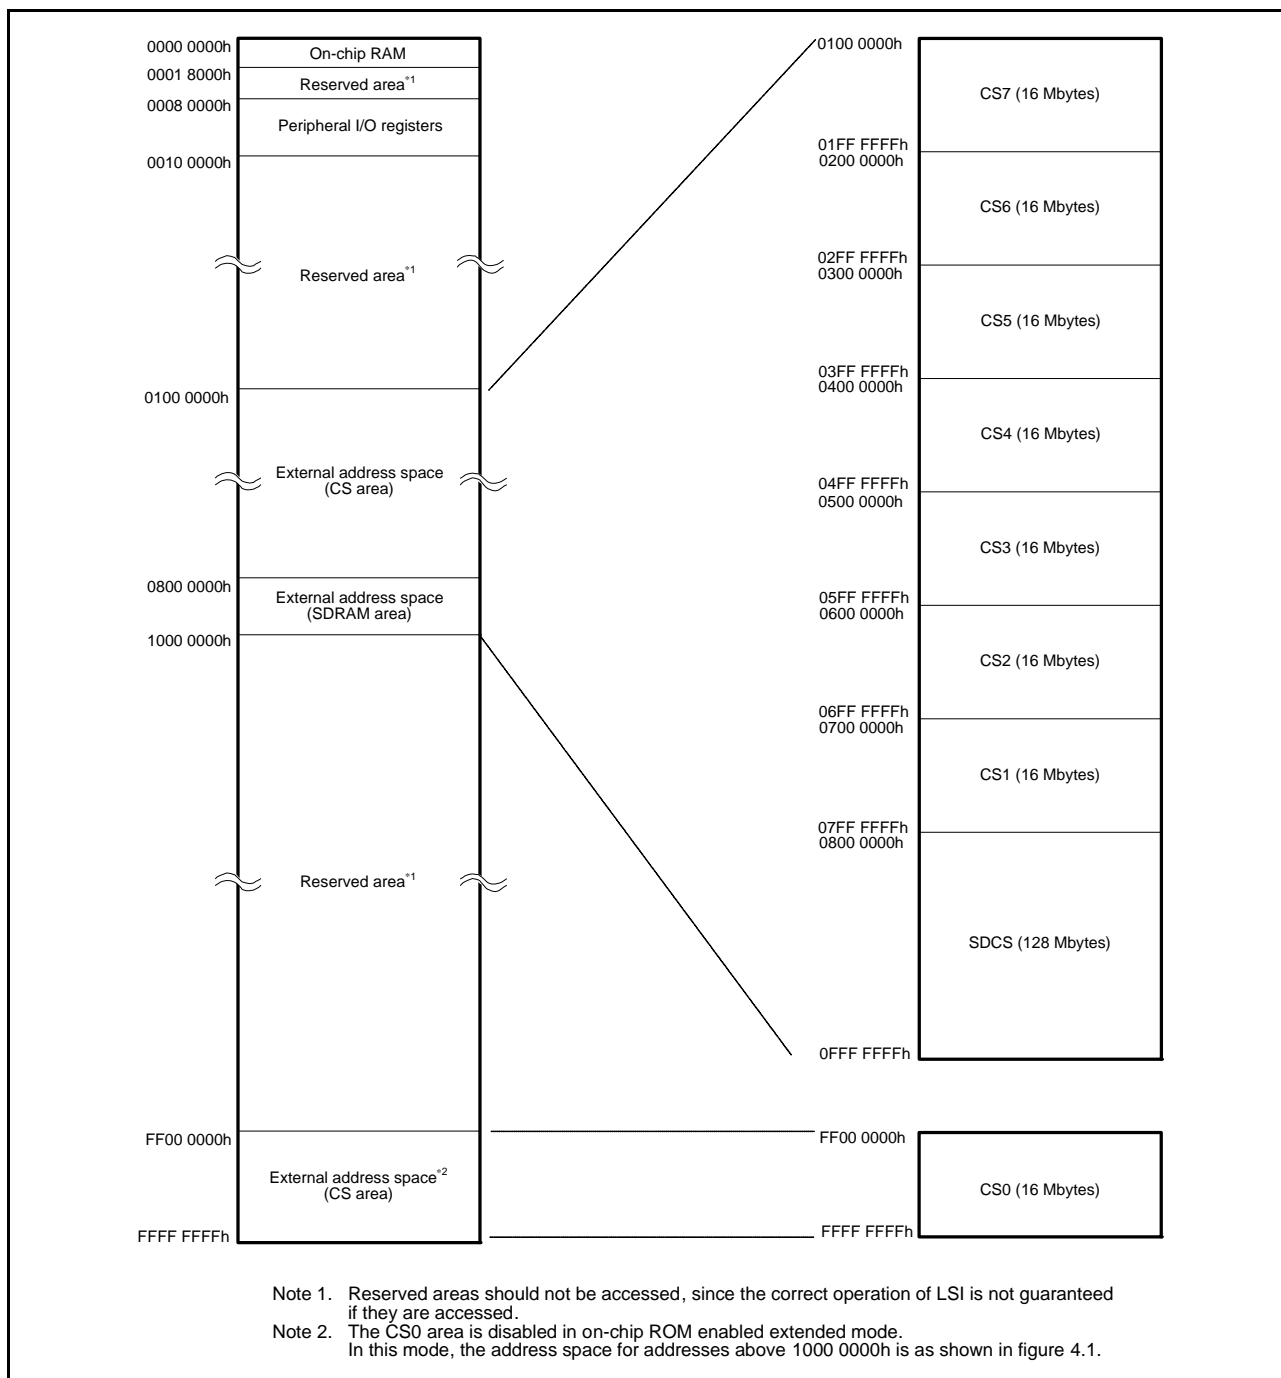 0000 0000h
On-chip RAM
0001 8000h
Reserved area*1
0008 0000h
Peripheral I/O registers
0010 0000h
Reserved area*1
0100 0000h
External address space
(CS area)
0800 0000h
External address space
(SDRAM area)
1000 0000h
Reserved area*1
FF00 0000h
External address space*2
(CS area)
FFFF FFFFh
0100 0000h
CS7 (16 Mbytes)
01FF FFFFh
0200 0000h
CS6 (16 Mbytes)
02FF FFFFh
0300 0000h
CS5 (16 Mbytes)
03FF FFFFh
0400 0000h
CS4 (16 Mbytes)
04FF FFFFh
0500 0000h
CS3 (16 Mbytes)
05FF FFFFh
0600 0000h
CS2 (16 Mbytes)
06FF FFFFh
0700 0000h
CS1 (16 Mbytes)
07FF FFFFh
0800 0000h
SDCS (128 Mbytes)
0FFF FFFFh
FF00 0000h
CS0 (16 Mbytes)
FFFF FFFFh
Note 1. Reserved areas should not be accessed, since the correct operation of LSI is not guaranteed
if they are accessed.
Note 2. The CS0 area is disabled in on-chip ROM enabled extended mode.
In this mode, the address space for addresses above 1000 0000h is as shown in figure 4.1.